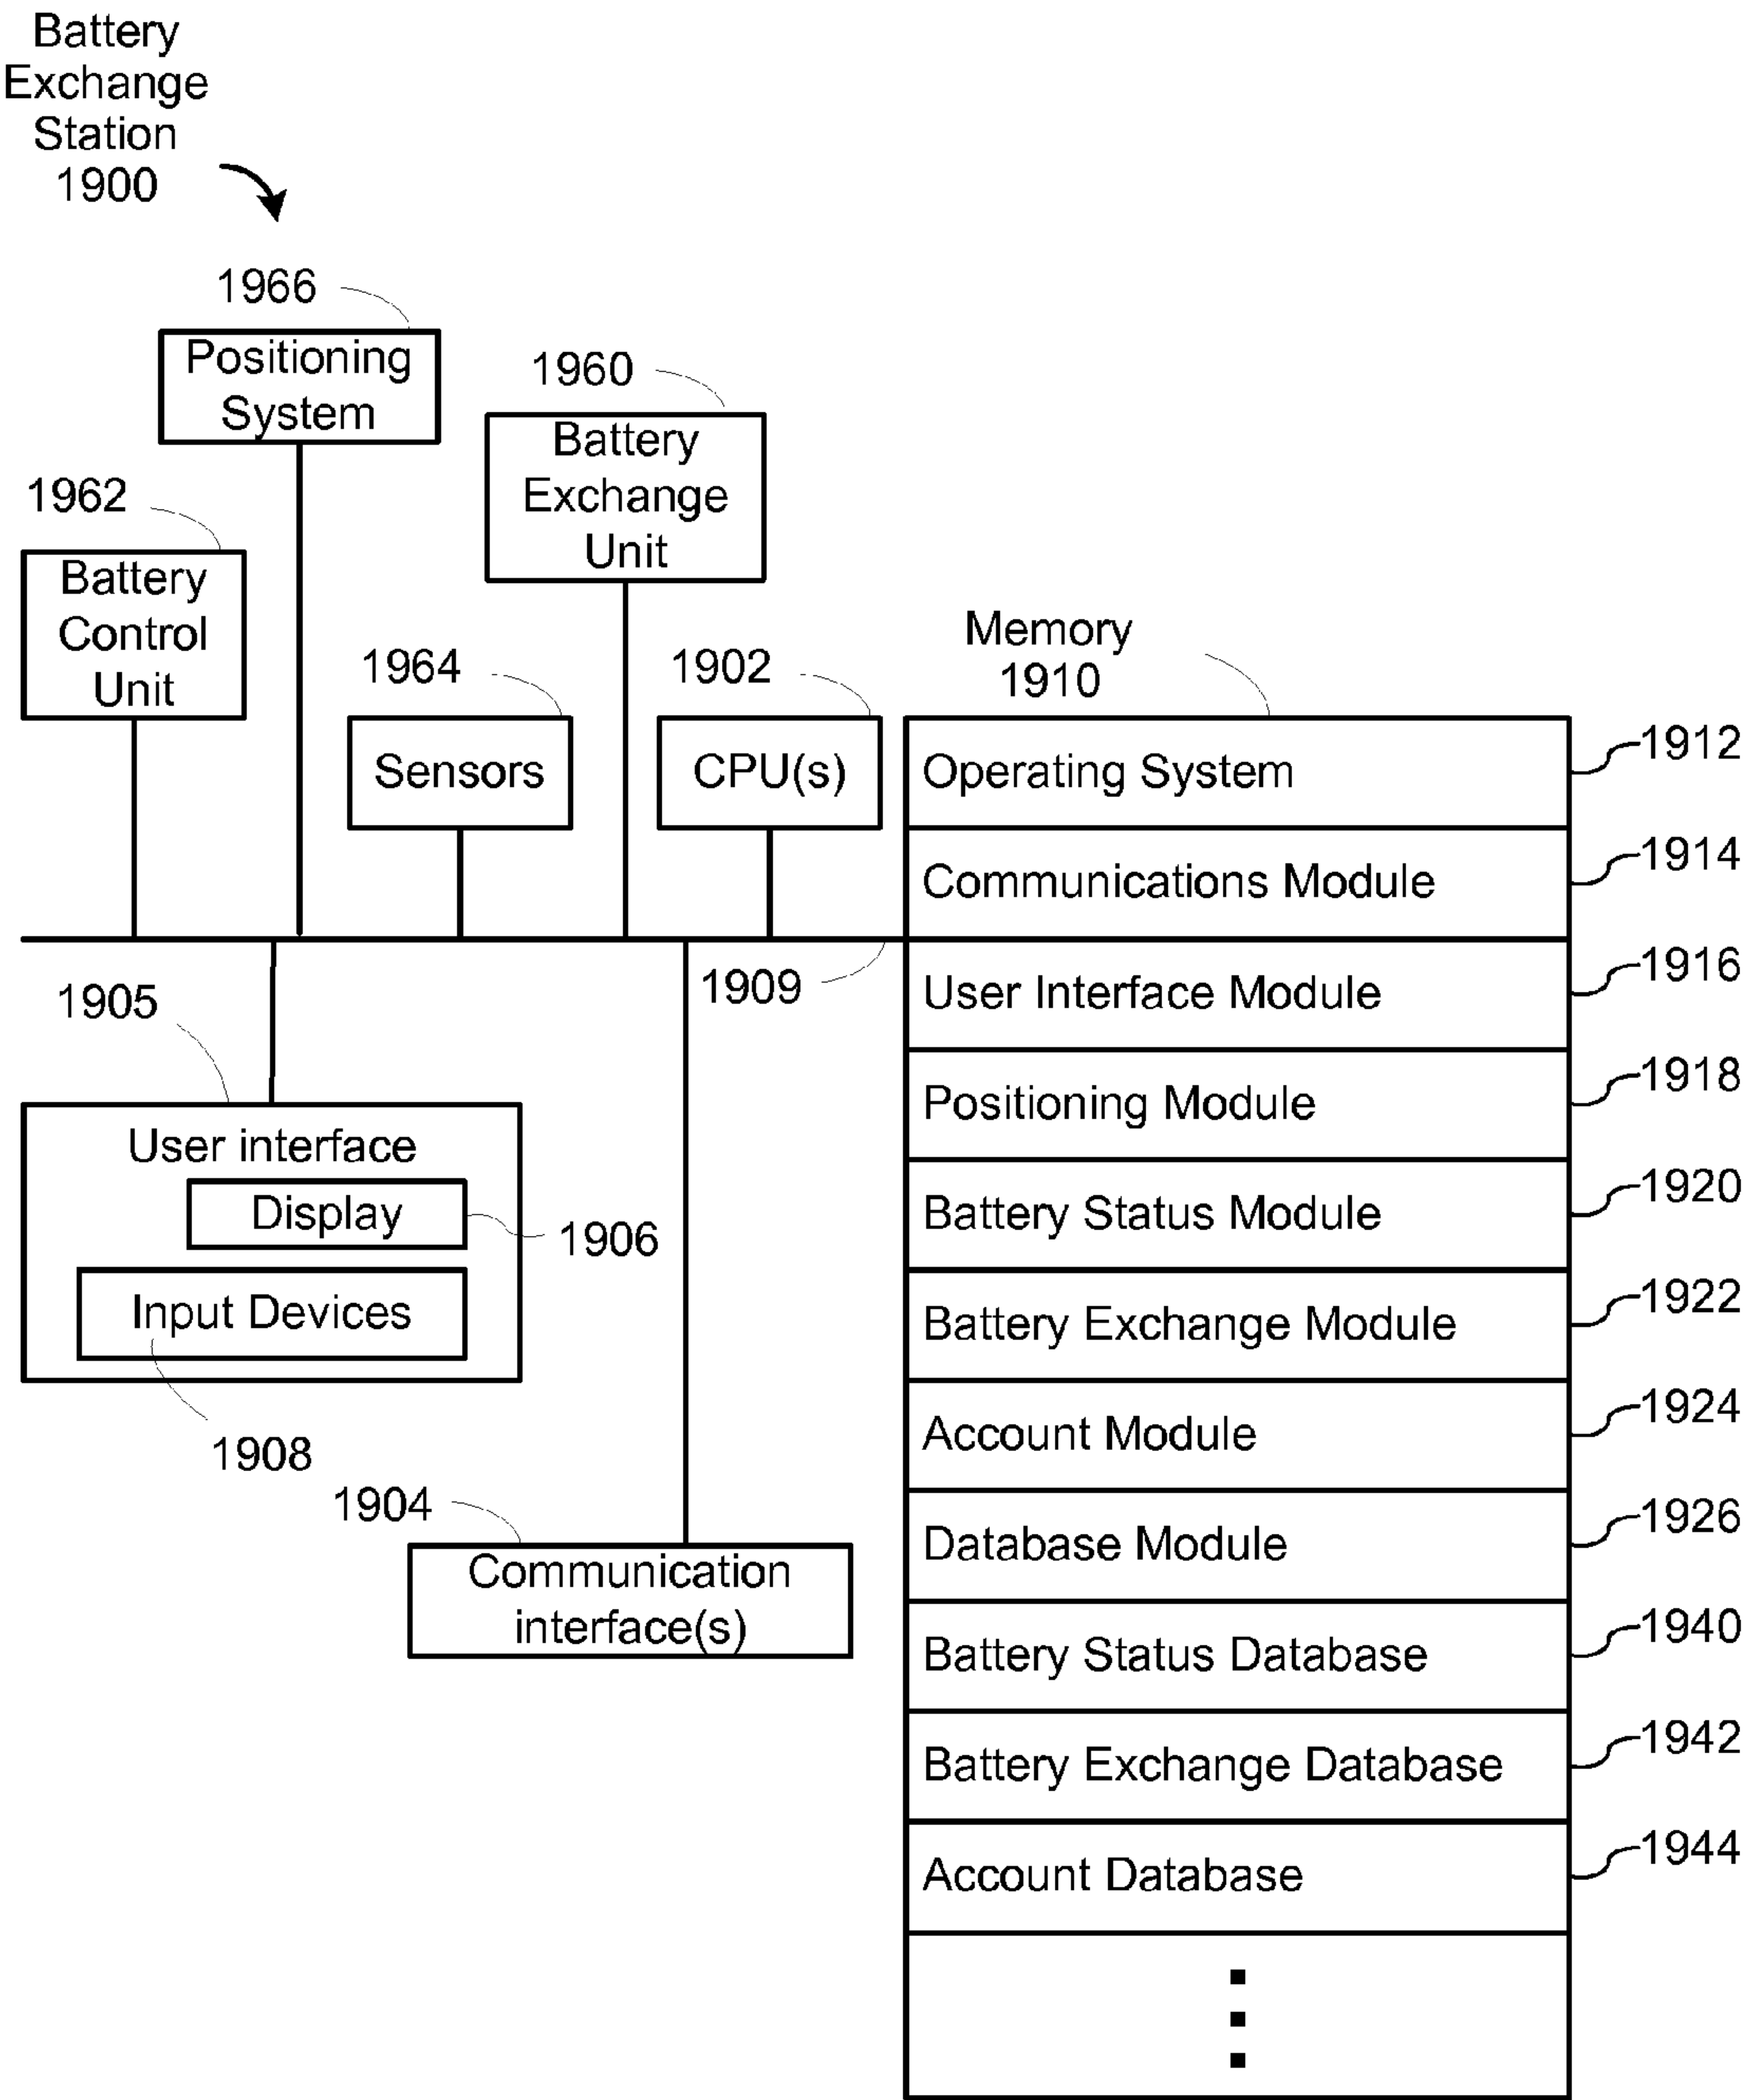 Battery
Exchange
Station
1900
1966
Positioning
System
1960
Battery
Exchange
Unit
1962
Battery
Control
Unit
1964
Sensors
1902
CPU(s)
Memory
1910
Operating System
1912
Communications Module
1914
1909
User Interface Module
1916
Positioning Module
1918
Battery Status Module
1920
Battery Exchange Module
1922
Account Module
1924
Database Module
1926
Battery Status Database
1940
Battery Exchange Database
1942
Account Database
1944
1905
User interface
Display
1906
Input Devices
1908
1904
Communication
interface(s)